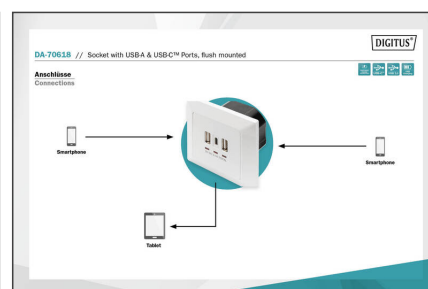 DIGITUS®
DA-70618 // Socket with USB-A & USB-C™ Ports, flush mounted
Anschlüsse
Connections
Smartphone
Smartphone
Tablet